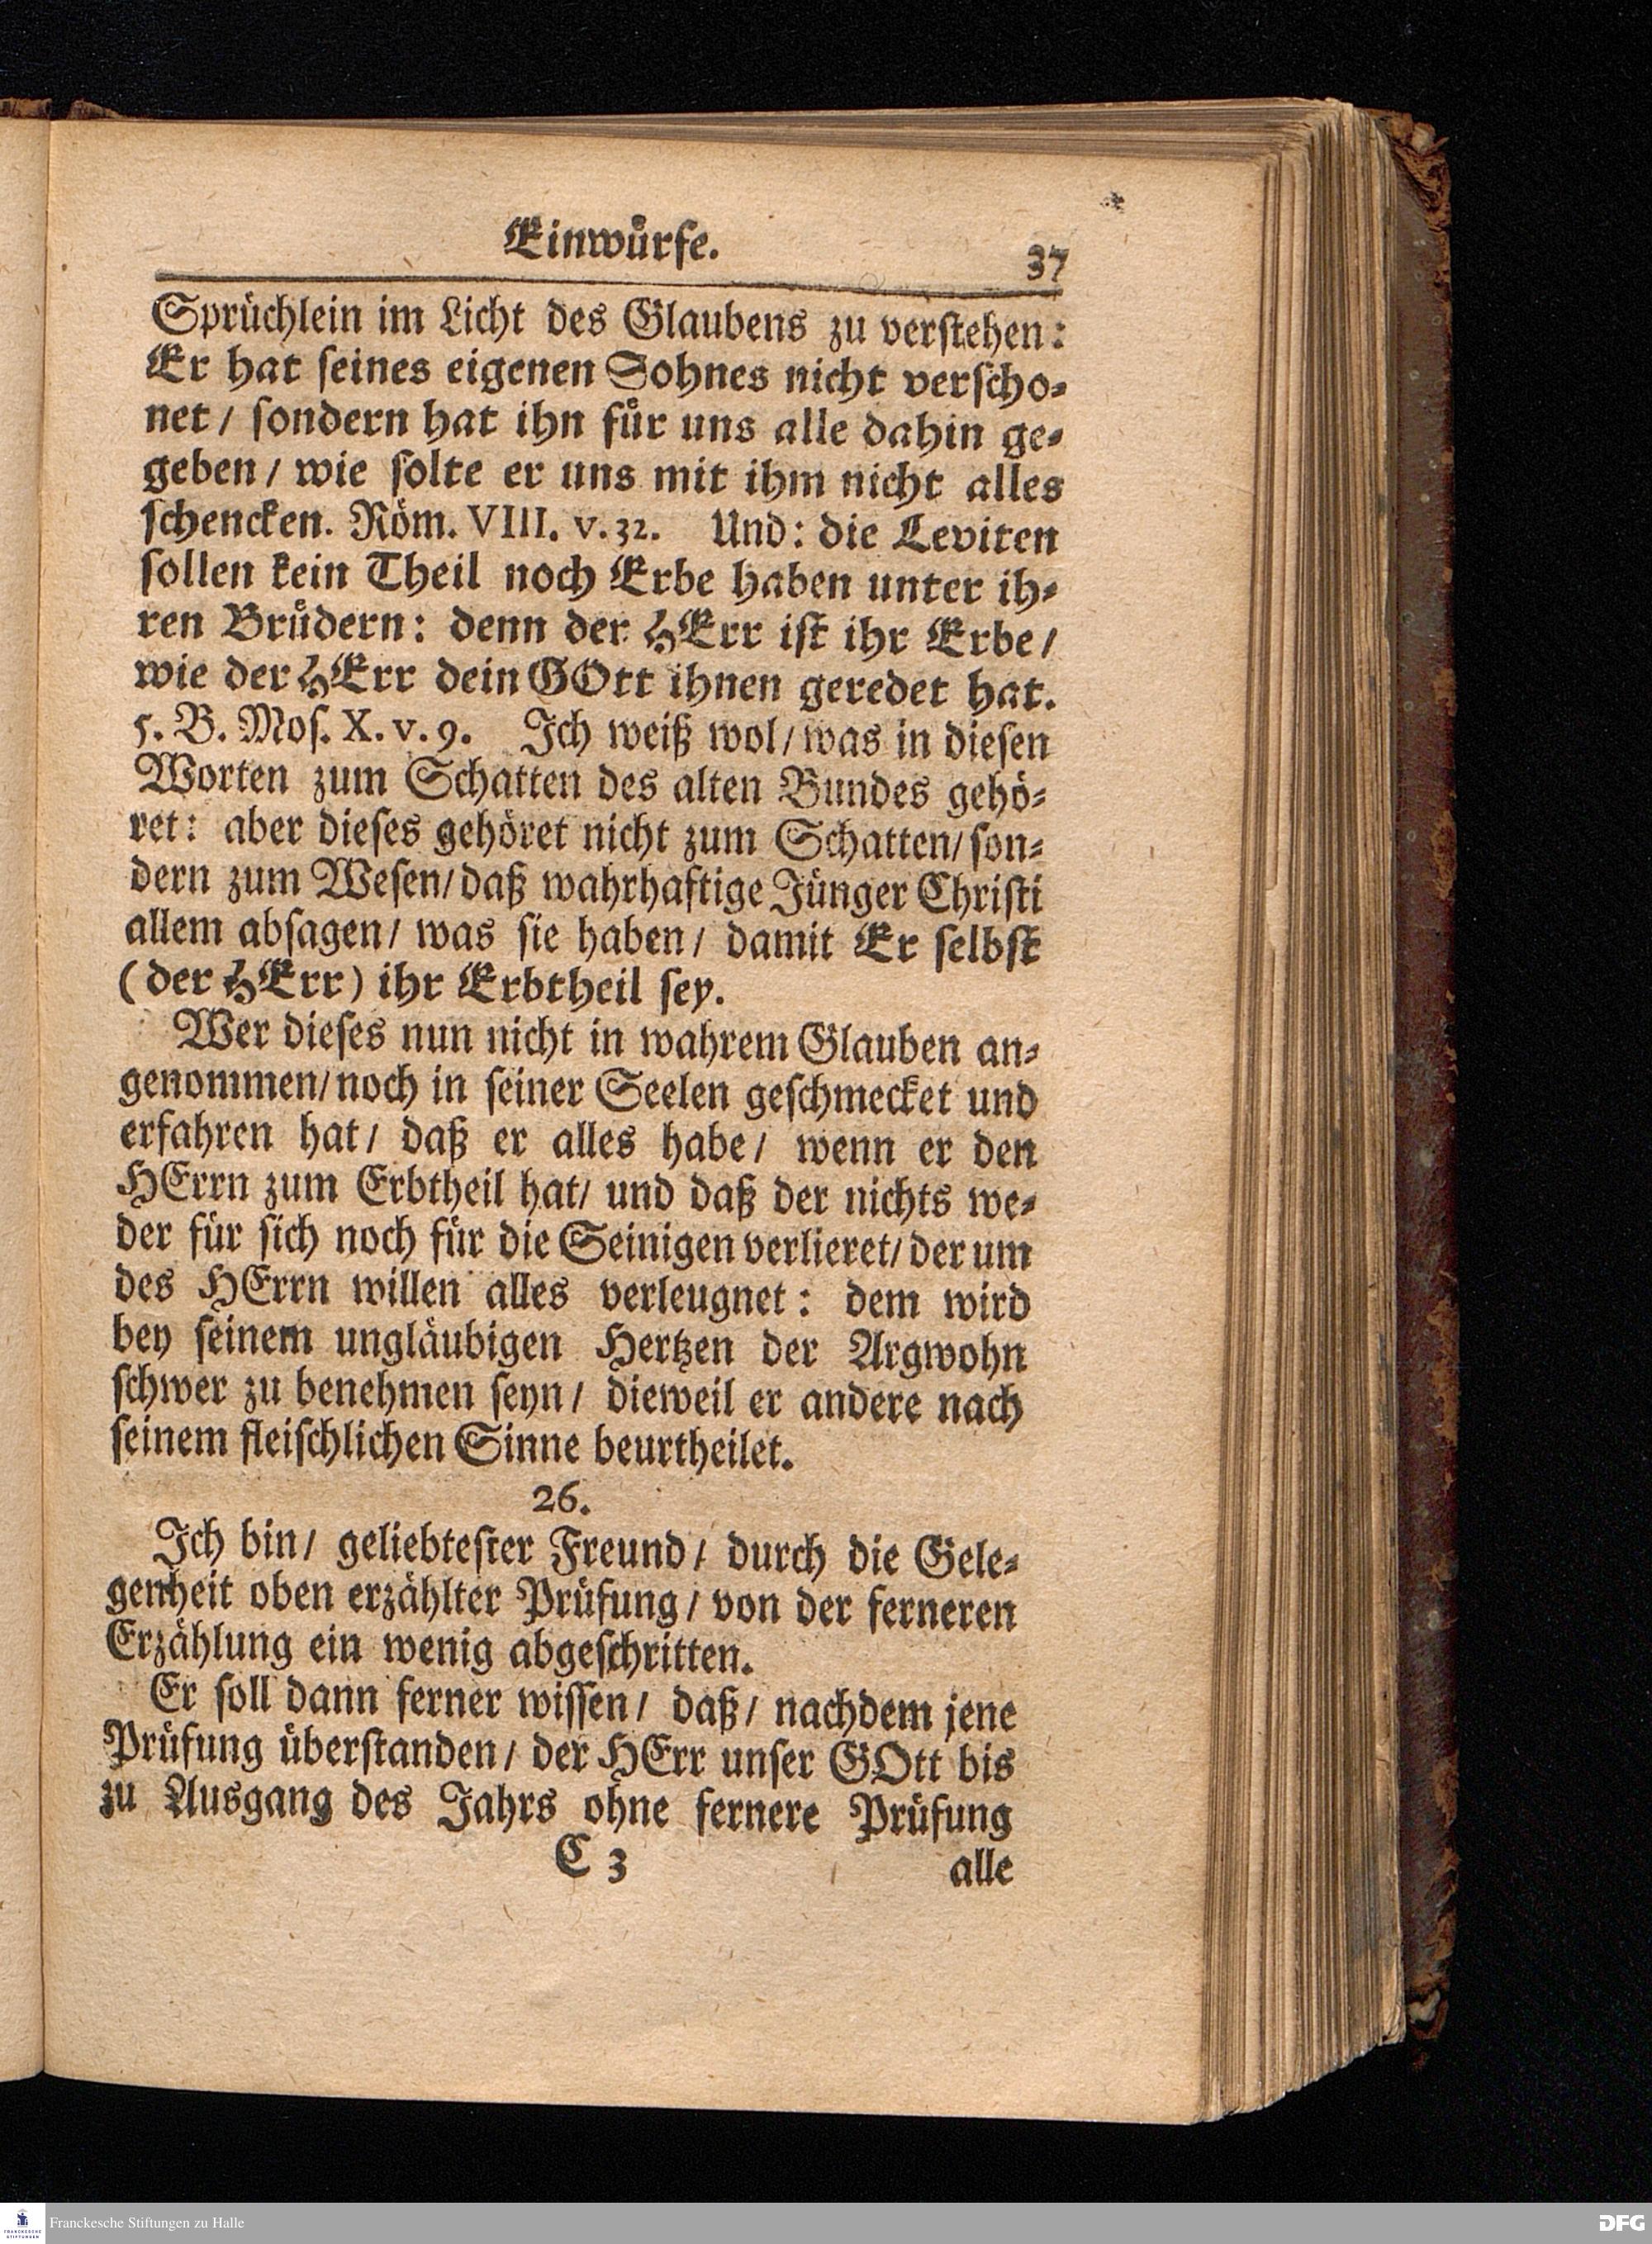 Einwürfe.
37
Sprüchlein im Licht des Glaubens zu verstehen:
Er hat seines eigenen Sohnes nicht verscho-
net / sondern hat ihn für uns alle dahin ge-
geben / wie solte er uns mit ihm nicht alles
schencken. Röm. VIII. v. 32. Und: die Leviten
sollen kein Theil noch Erbe haben unter ih-
ren Brüdern: denn der HErr ist ihr Erbe /
wie der HErr dein GOtt ihnen geredet hat.
5. B. Mos. X. v. 9. Ich weiß wol / was in diesen
Worten zum Schatten des alten Bundes gehö-
ret: aber dieses gehöret nicht zum Schatten / son-
dern zum Wesen / daß wahrhaftige Jünger Christi
allem absagen / was sie haben / damit Er selbst
(der HErr) ihr Erbtheil sey.
Wer dieses nun nicht in wahrem Glauben an-
genommen / noch in seiner Seelen geschmecket und
erfahren hat / daß er alles habe / wenn er den
HErrn zum Erbtheil hat / und daß der nichts we-
der für sich noch für die Seinigen verlieret / der um
des HErrn willen alles verleugnet: dem wird
bey seinem ungläubigen Hertzen der Argwohn
schwer zu benehmen seyn / dieweil er andere nach
seinem fleischlichen Sinne beurtheilet.
26.
Ich bin / geliebtester Freund / durch die Gele-
genheit oben erzählter Prüfung / von der ferneren
Erzählung ein wenig abgeschritten.
Er soll dann ferner wissen / daß / nachdem jene
Prüfung überstanden / der HErr unser GOtt bis
zu Ausgang des Jahrs ohne fernere Prüfung
C 3
alle
Franckesche Stiftungen zu Halle
DFG